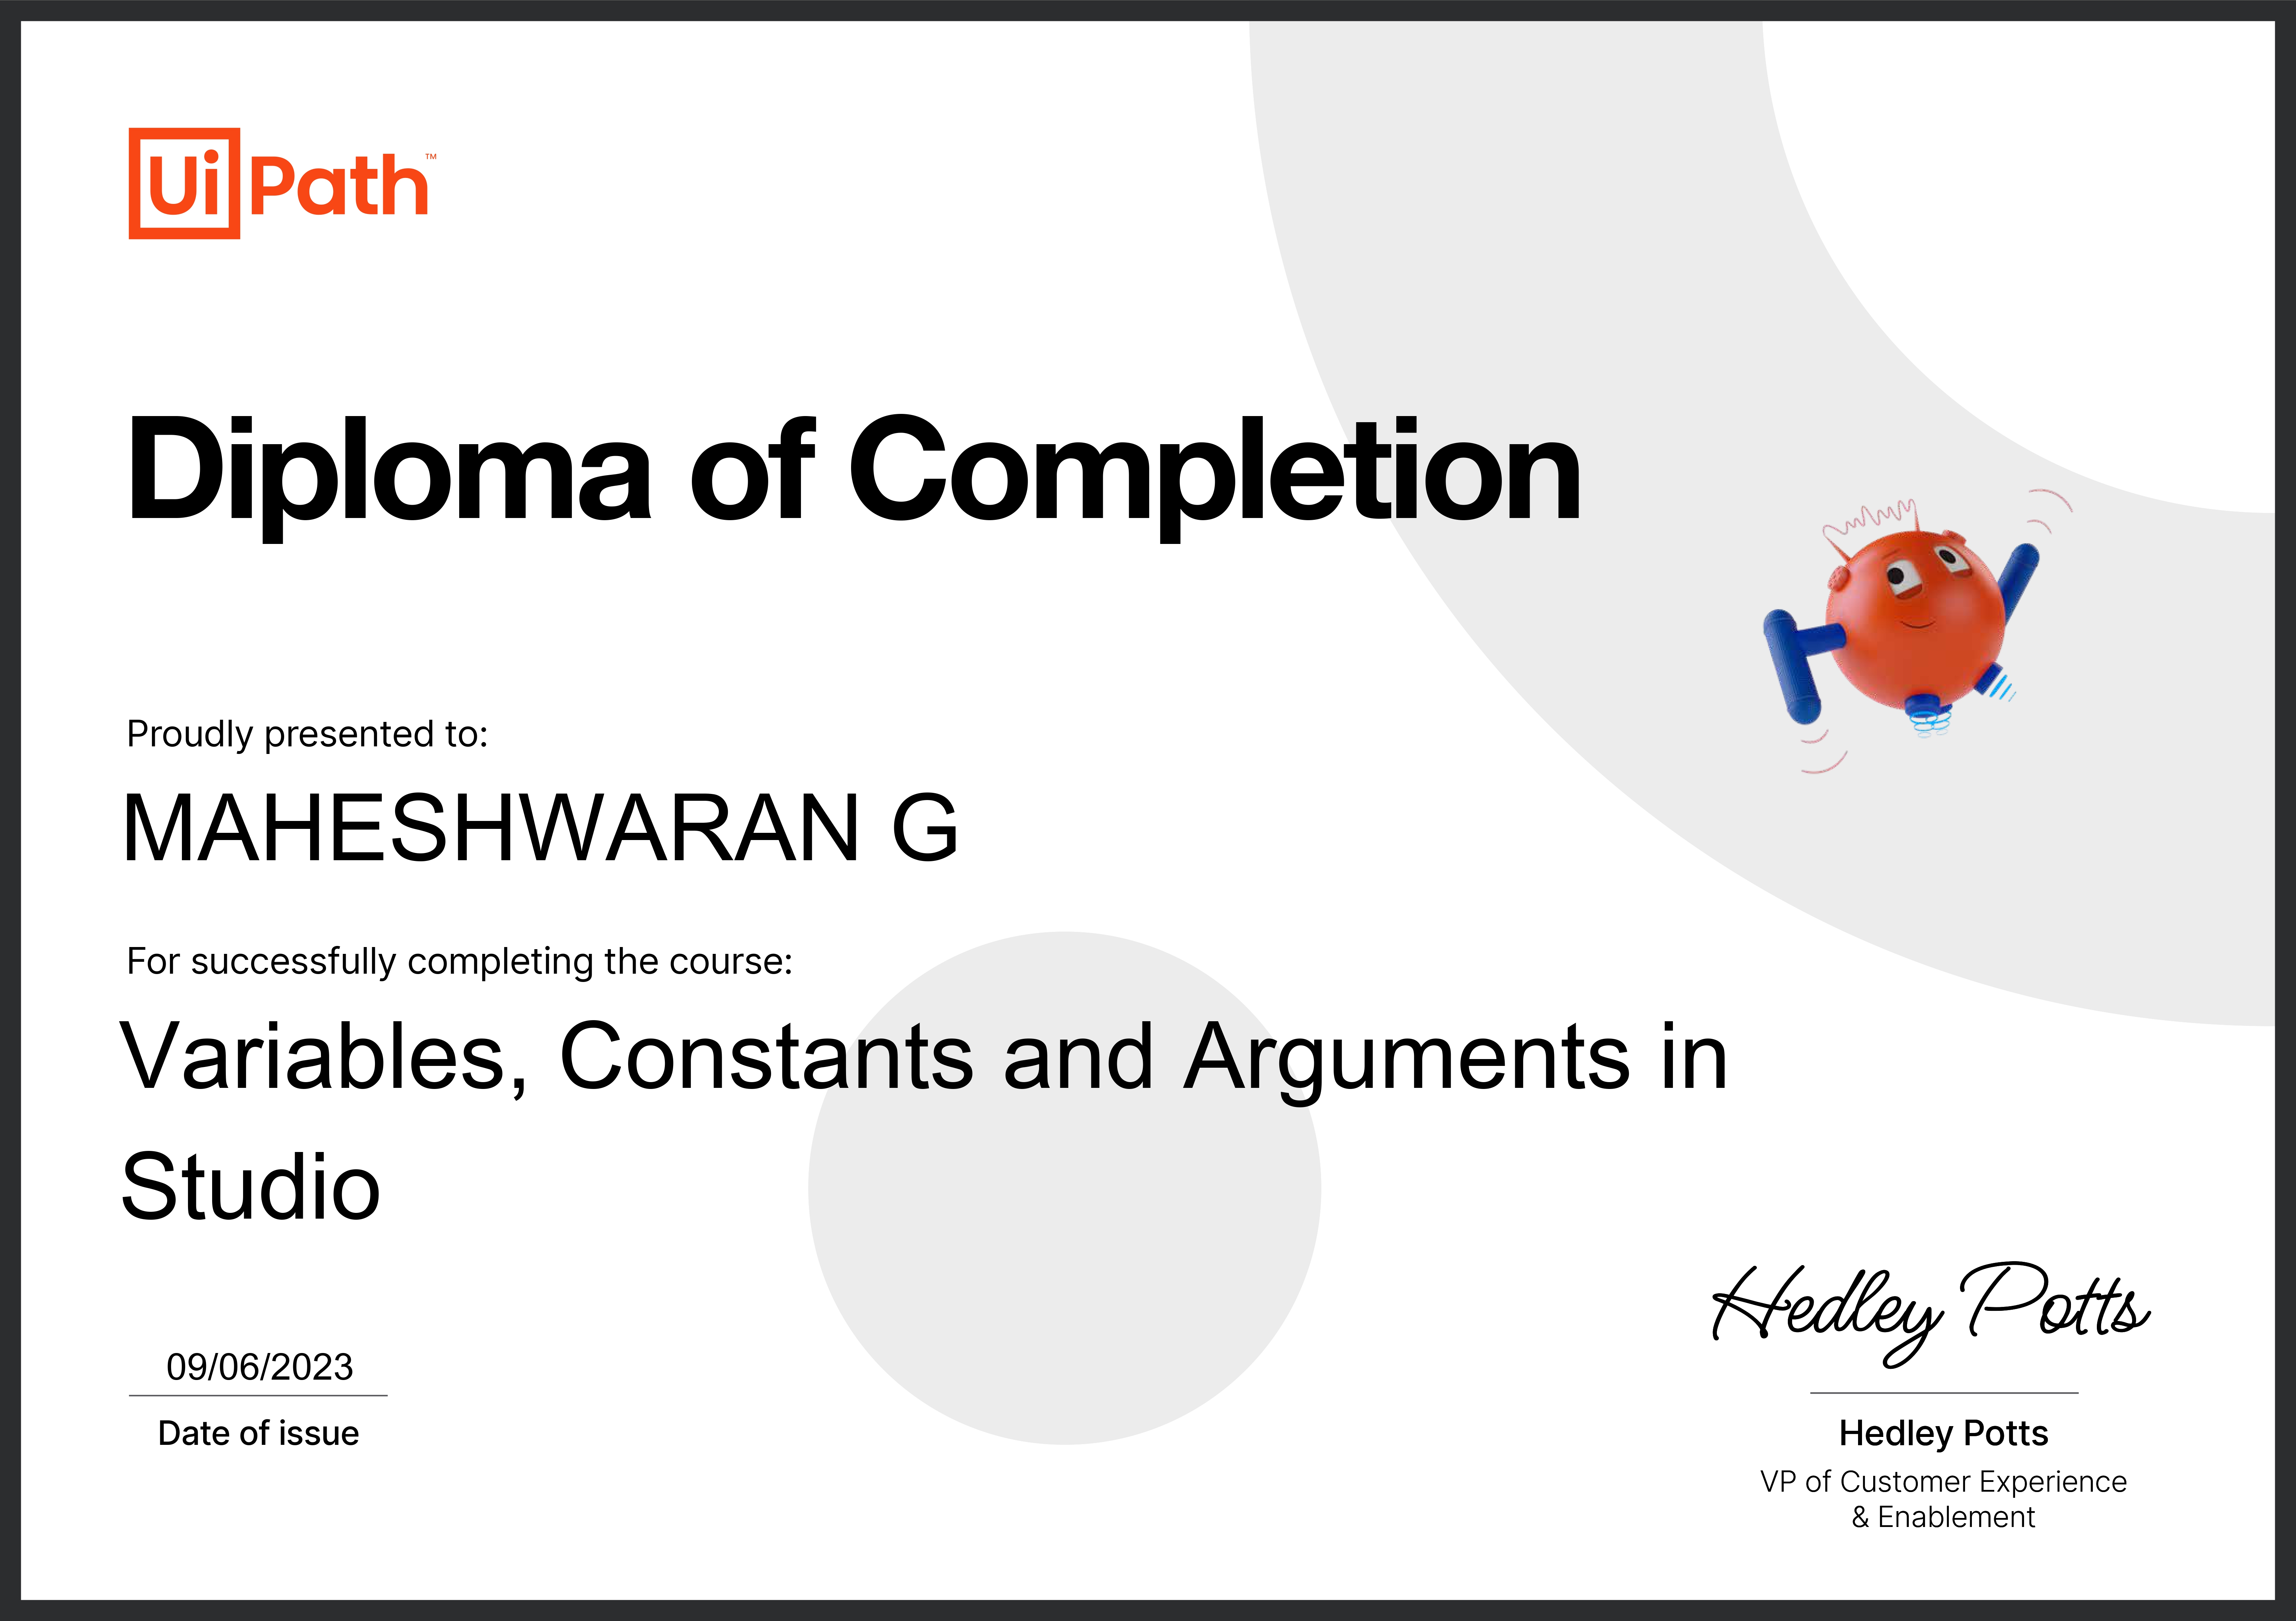 UiPath™
Diploma of Completion
Proudly presented to:
MAHESHWARAN G
For successfully completing the course:
Variables, Constants and Arguments in
Studio
09/06/2023
Date of issue
Hedley Potts
Hedley Potts
VP of Customer Experience
& Enablement